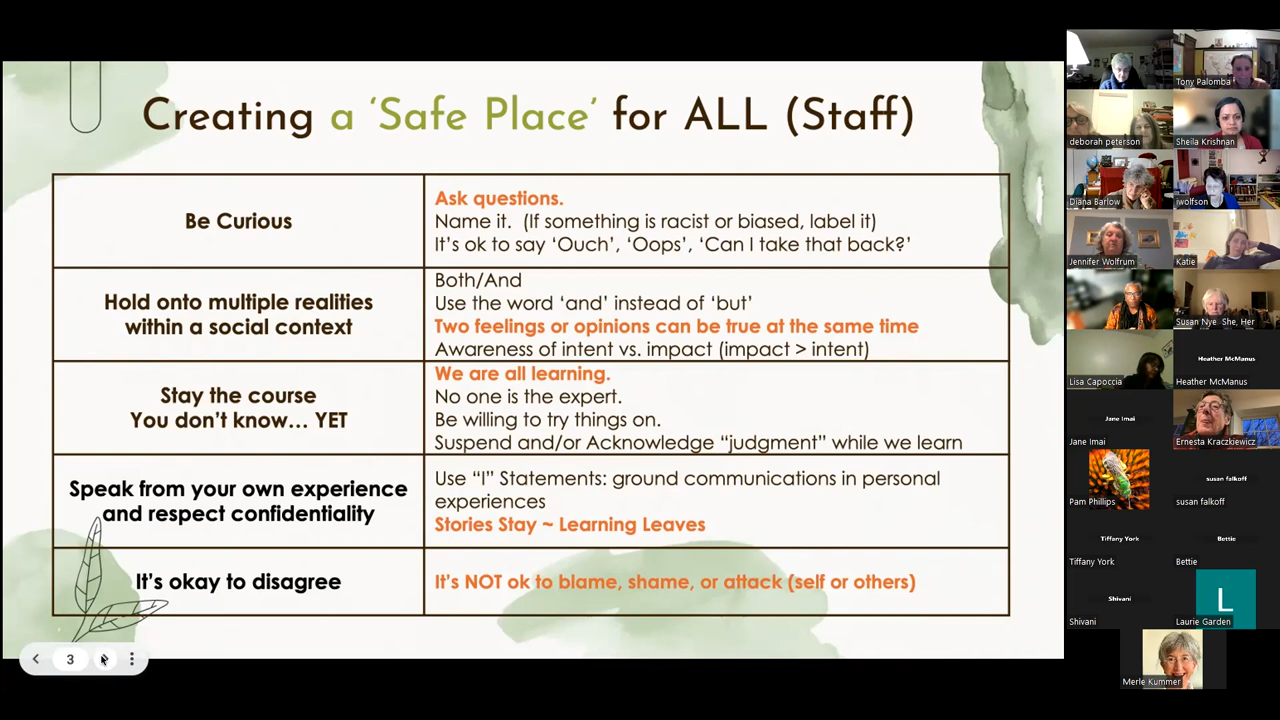 Creating a ‘Safe Place’ for ALL (Staff)
Be Curious
Ask questions.
Name it. (If something is racist or biased, label it)
It’s ok to say ‘Ouch’, ‘Oops’, ‘Can I take that back?’
Hold onto multiple realities
within a social context
Both/And
Use the word ‘and’ instead of ‘but’
Two feelings or opinions can be true at the same time
Awareness of intent vs. impact (impact > intent)
Stay the course
You don’t know… YET
We are all learning.
No one is the expert.
Be willing to try things on.
Suspend and/or Acknowledge “judgment” while we learn
Speak from your own experience
and respect confidentiality
Use “I” Statements: ground communications in personal
experiences
Stories Stay ~ Learning Leaves
It’s okay to disagree
It’s NOT ok to blame, shame, or attack (self or others)
3
Tony Palomba
deborah peterson
Sheila Krishnan
Diana Barlow
iwolfson
Jennifer Wolfrum
Katie
Susan Nye She, Her
Lisa Capoccia
Heather McManus
Heather McManus
Jane Imai
Jane Imai
Ernesta Kraczkiewicz
Pam Phillips
susan falkoff
susan falkoff
Tiffany York
Tiffany York
Bettie
Bettie
Shivani
Shivani
L
Laurie Garden
Merle Kummer